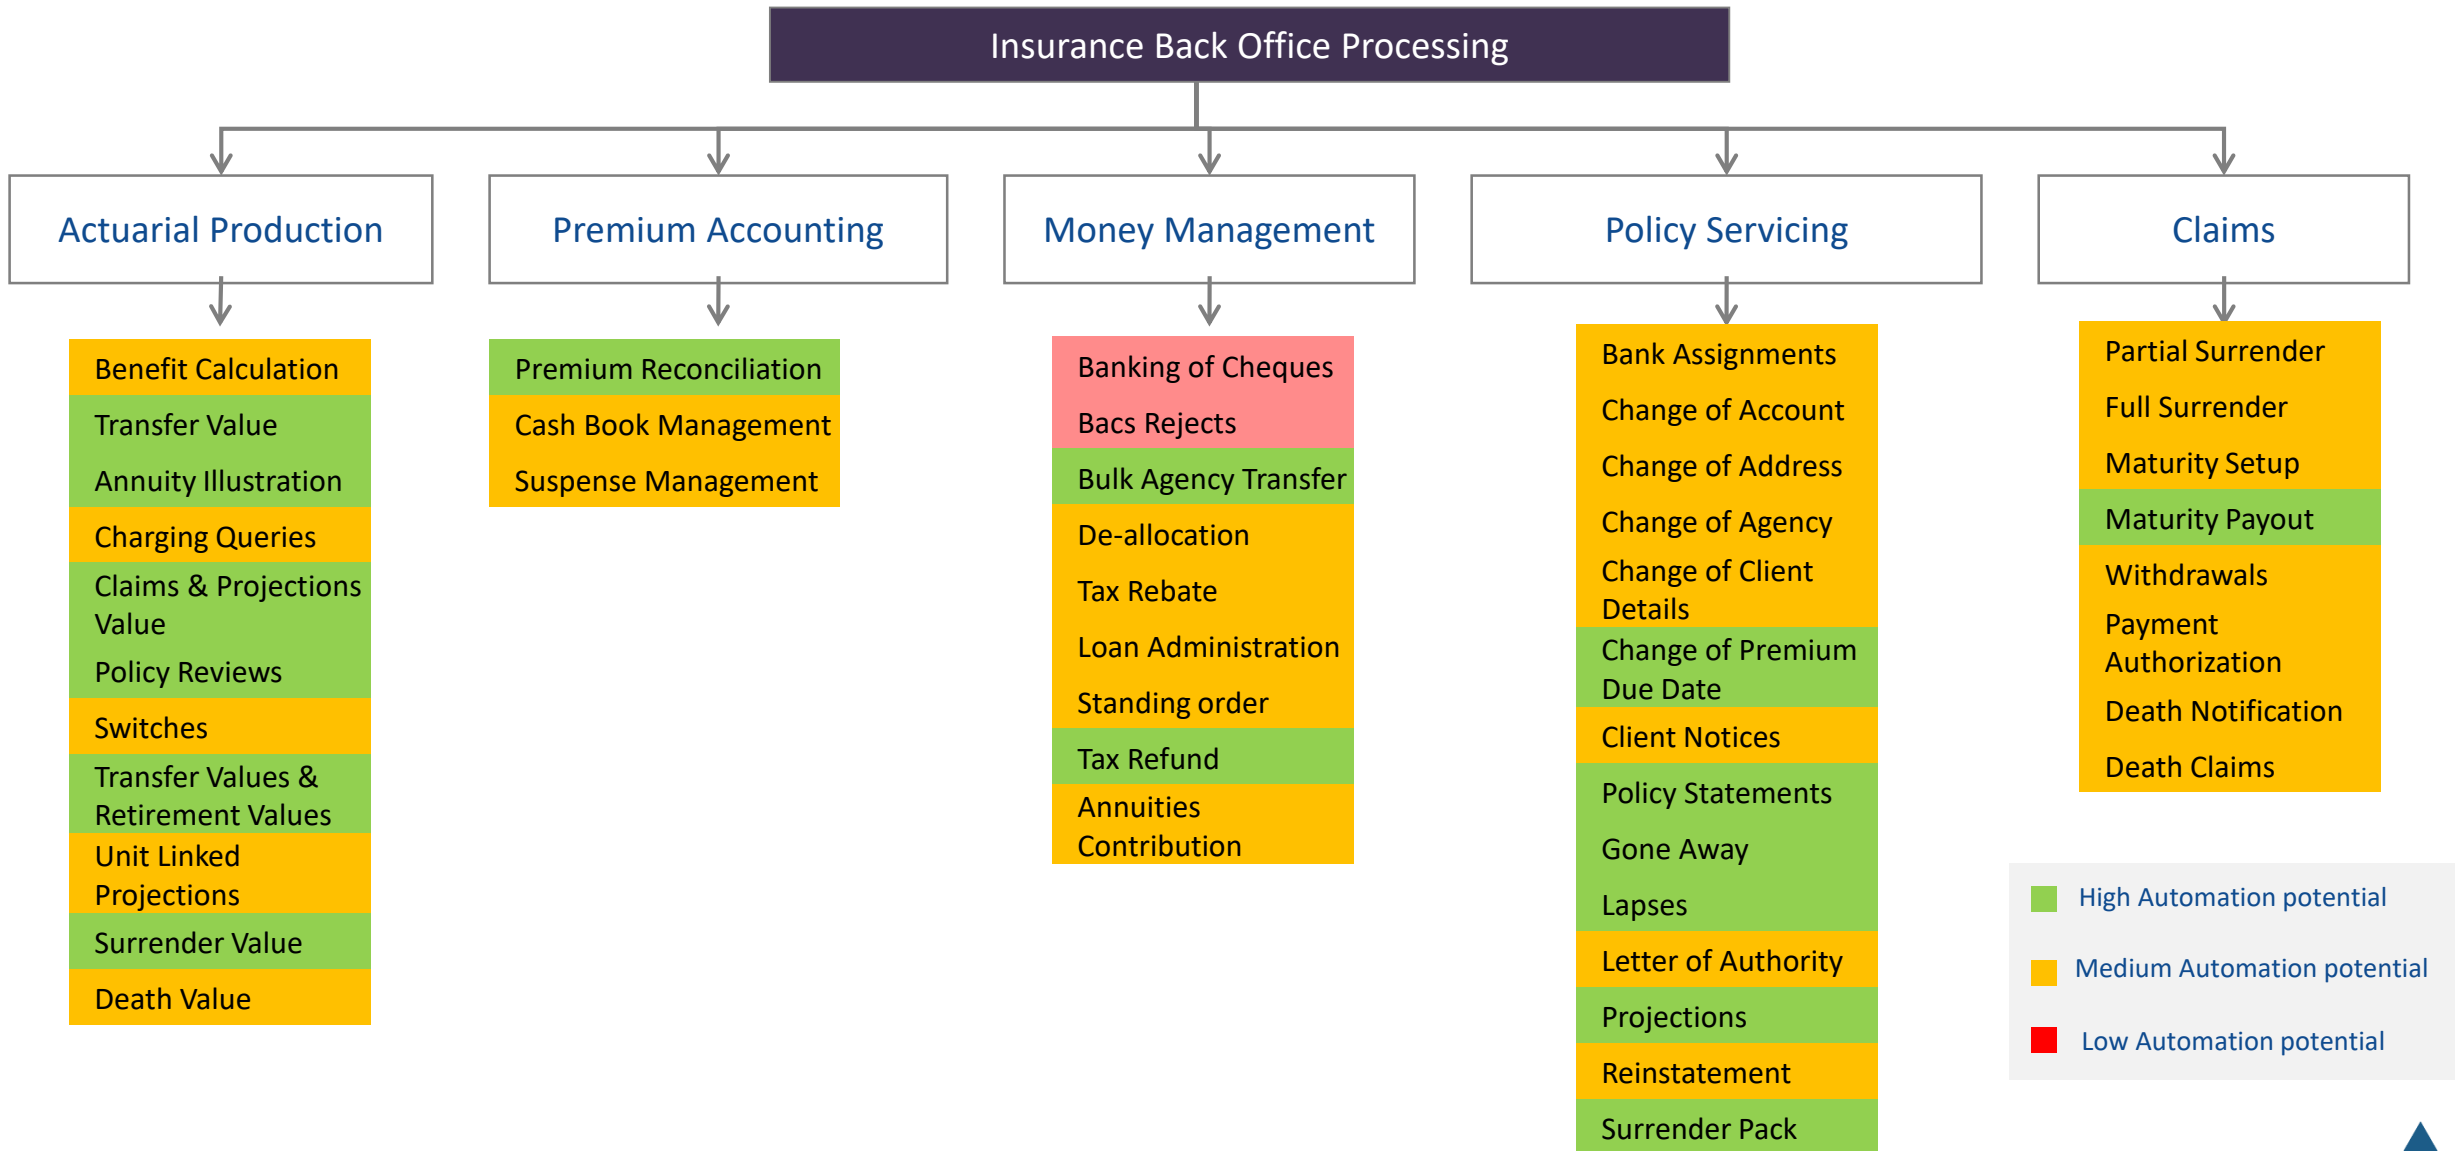 Insurance Back Office Processing
Actuarial Production
Premium Accounting
Money Management
Policy Servicing
Claims
Benefit Calculation
Transfer Value
Annuity Illustration
Charging Queries
Claims & Projections
Value
Policy Reviews
Switches
Transfer Values &
Retirement Values
Unit Linked
Projections
Surrender Value
Death Value
Premium Reconciliation
Cash Book Management
Suspense Management
Banking of Cheques
Bacs Rejects
Bulk Agency Transfer
De-allocation
Tax Rebate
Loan Administration
Standing order
Tax Refund
Annuities
Contribution
Bank Assignments
Change of Account
Change of Address
Change of Agency
Change of Client
Details
Change of Premium
Due Date
Client Notices
Policy Statements
Gone Away
Lapses
Letter of Authority
Projections
Reinstatement
Surrender Pack
Partial Surrender
Full Surrender
Maturity Setup
Maturity Payout
Withdrawals
Payment
Authorization
Death Notification
Death Claims
High Automation potential
Medium Automation potential
Low Automation potential